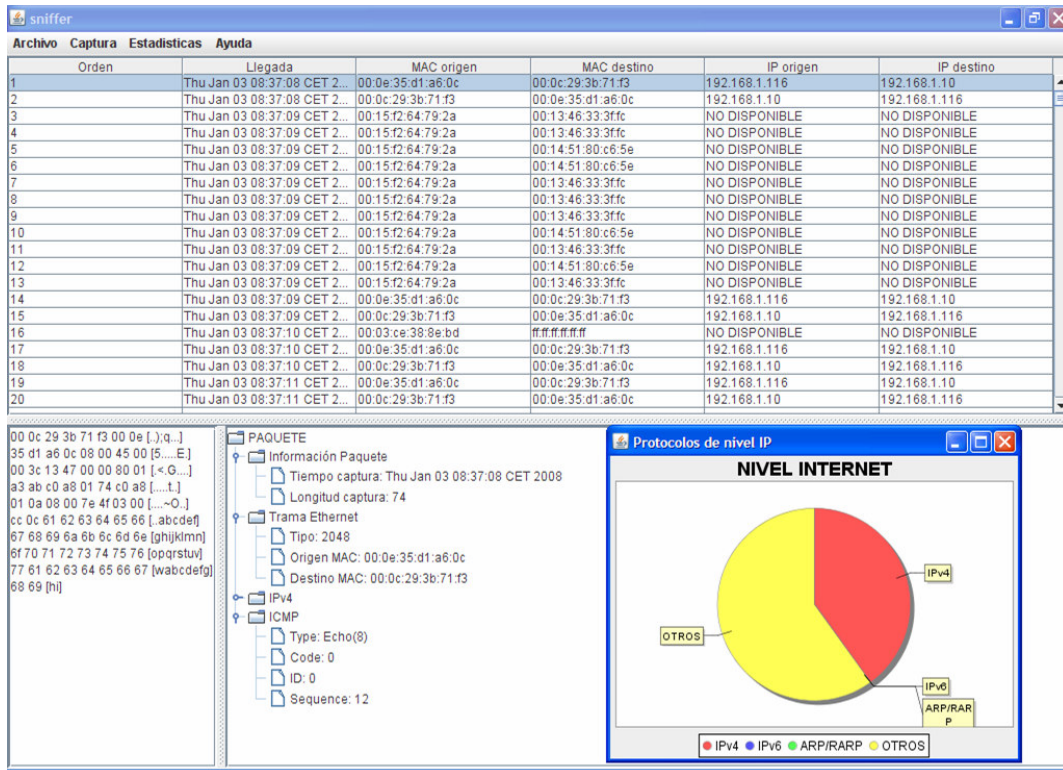 sniffer
Archivo Captura Estadisticas Ayuda
Orden Llegada MAC origen MAC destino IP origen IP destino
1 Thu Jan 03 08:37:08 CET 2... 00:0e:35:d1:a6:0c 00:0c:29:3b:71:f3 192.168.1.116 192.168.1.10
2 Thu Jan 03 08:37:08 CET 2... 00:0c:29:3b:71:f3 00:0e:35:d1:a6:0c 192.168.1.10 192.168.1.116
3 Thu Jan 03 08:37:09 CET 2... 00:15:f2:64:79:2a 00:13:46:33:3f:fc NO DISPONIBLE NO DISPONIBLE
4 Thu Jan 03 08:37:09 CET 2... 00:15:f2:64:79:2a 00:13:46:33:3f:fc NO DISPONIBLE NO DISPONIBLE
5 Thu Jan 03 08:37:09 CET 2... 00:15:f2:64:79:2a 00:14:51:80:c6:5e NO DISPONIBLE NO DISPONIBLE
6 Thu Jan 03 08:37:09 CET 2... 00:15:f2:64:79:2a 00:14:51:80:c6:5e NO DISPONIBLE NO DISPONIBLE
7 Thu Jan 03 08:37:09 CET 2... 00:15:f2:64:79:2a 00:13:46:33:3f:fc NO DISPONIBLE NO DISPONIBLE
8 Thu Jan 03 08:37:09 CET 2... 00:15:f2:64:79:2a 00:13:46:33:3f:fc NO DISPONIBLE NO DISPONIBLE
9 Thu Jan 03 08:37:09 CET 2... 00:15:f2:64:79:2a 00:13:46:33:3f:fc NO DISPONIBLE NO DISPONIBLE
10 Thu Jan 03 08:37:09 CET 2... 00:15:f2:64:79:2a 00:14:51:80:c6:5e NO DISPONIBLE NO DISPONIBLE
11 Thu Jan 03 08:37:09 CET 2... 00:15:f2:64:79:2a 00:13:46:33:3f:fc NO DISPONIBLE NO DISPONIBLE
12 Thu Jan 03 08:37:09 CET 2... 00:15:f2:64:79:2a 00:14:51:80:c6:5e NO DISPONIBLE NO DISPONIBLE
13 Thu Jan 03 08:37:09 CET 2... 00:15:f2:64:79:2a 00:13:46:33:3f:fc NO DISPONIBLE NO DISPONIBLE
14 Thu Jan 03 08:37:09 CET 2... 00:0e:35:d1:a6:0c 00:0c:29:3b:71:f3 192.168.1.116 192.168.1.10
15 Thu Jan 03 08:37:09 CET 2... 00:0c:29:3b:71:f3 00:0e:35:d1:a6:0c 192.168.1.10 192.168.1.116
16 Thu Jan 03 08:37:10 CET 2... 00:03:ce:38:8e:bd ff:ff:ff:ff:ff:ff NO DISPONIBLE NO DISPONIBLE
17 Thu Jan 03 08:37:10 CET 2... 00:0e:35:d1:a6:0c 00:0c:29:3b:71:f3 192.168.1.116 192.168.1.10
18 Thu Jan 03 08:37:10 CET 2... 00:0c:29:3b:71:f3 00:0e:35:d1:a6:0c 192.168.1.10 192.168.1.116
19 Thu Jan 03 08:37:11 CET 2... 00:0e:35:d1:a6:0c 00:0c:29:3b:71:f3 192.168.1.116 192.168.1.10
20 Thu Jan 03 08:37:11 CET 2... 00:0c:29:3b:71:f3 00:0e:35:d1:a6:0c 192.168.1.10 192.168.1.116
00 0c 29 3b 71 f3 00 0e [..);q...]
35 d1 a6 0c 08 00 45 00 [5.....E.]
00 3c 13 47 00 00 80 01 [.<.G....]
a3 ab c0 a8 01 74 c0 a8 [.....t..]
01 0a 08 00 7e 4f 03 00 [....~O..]
cc 0c 61 62 63 64 65 66 [..abcdef]
67 68 69 6a 6b 6c 6d 6e [ghijklmn]
6f 70 71 72 73 74 75 76 [opqrstuv]
77 61 62 63 64 65 66 67 [wabcdefg]
68 69 [hi]
PAQUETE
Información Paquete
Tiempo captura: Thu Jan 03 08:37:08 CET 2008
Longitud captura: 74
Trama Ethernet
Tipo: 2048
Origen MAC: 00:0e:35:d1:a6:0c
Destino MAC: 00:0c:29:3b:71:f3
IPv4
ICMP
Type: Echo(8)
Code: 0
ID: 0
Sequence: 12
Protocolos de nivel IP
NIVEL INTERNET
IPv4
OTROS
IPv6
ARP/RAR
P
IPv4 IPv6 ARP/RARP OTROS